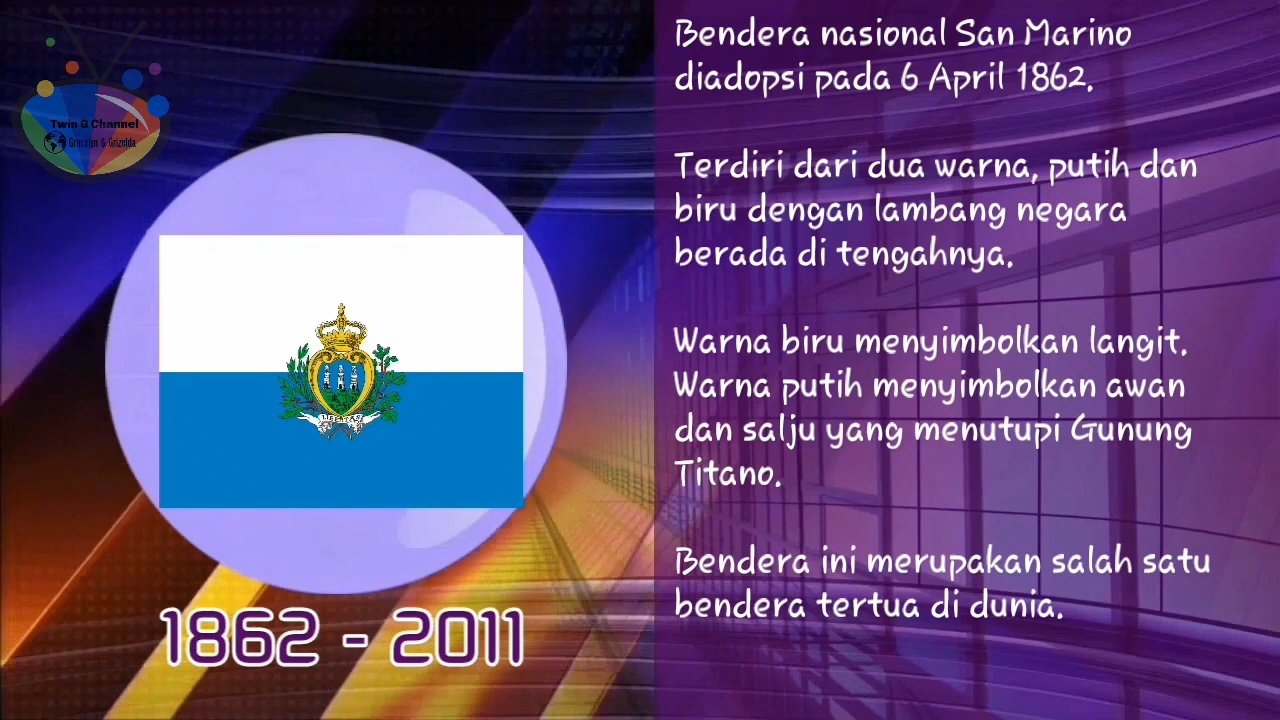 Twin G Channel
Gracelyn & Grizelda
Bendera nasional San Marino
diadopsi pada 6 April 1862.
Terdiri dari dua warna, putih dan
biru dengan lambang negara
berada di tengahnya.
Warna biru menyimbolkan langit.
Warna putih menyimbolkan awan
dan salju yang menutupi Gunung
Titano.
Bendera ini merupakan salah satu
bendera tertua di dunia.
LIBERTAS
1862 - 2011